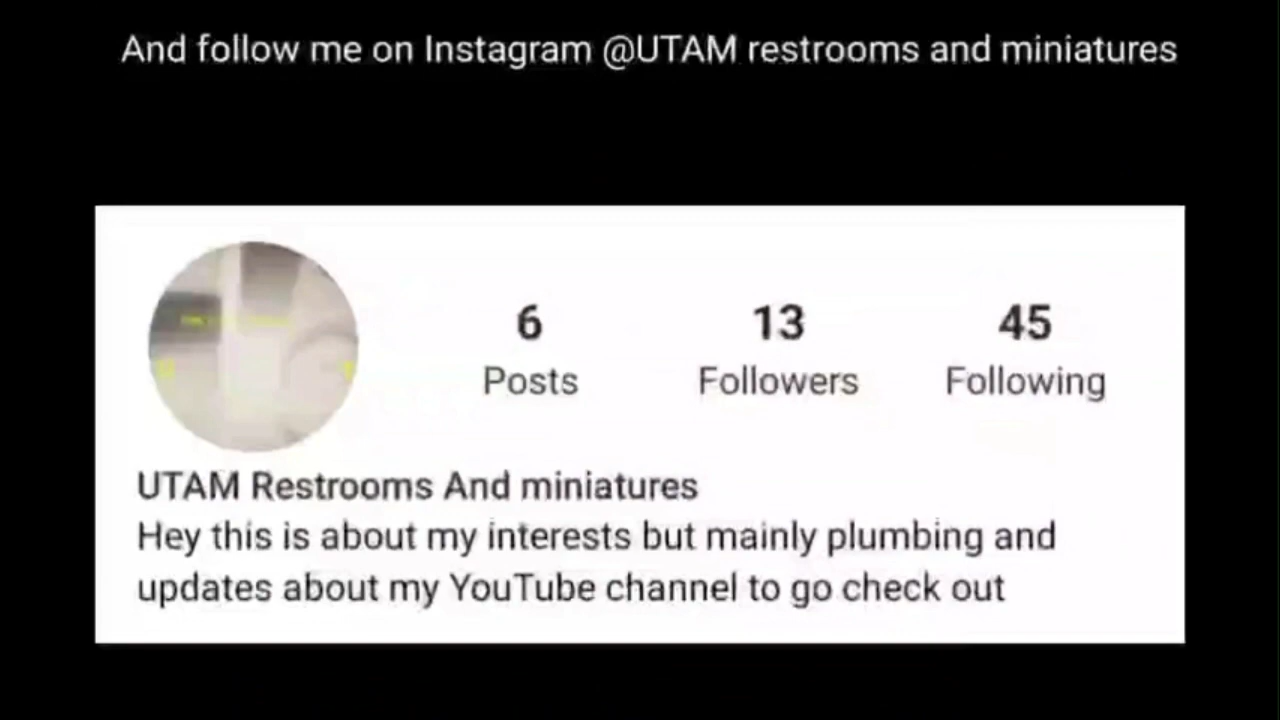 And follow me on Instagram @UTAM restrooms and miniatures
6
Posts
13
Followers
45
Following
UTAM Restrooms And miniatures
Hey this is about my interests but mainly plumbing and
updates about my YouTube channel to go check out